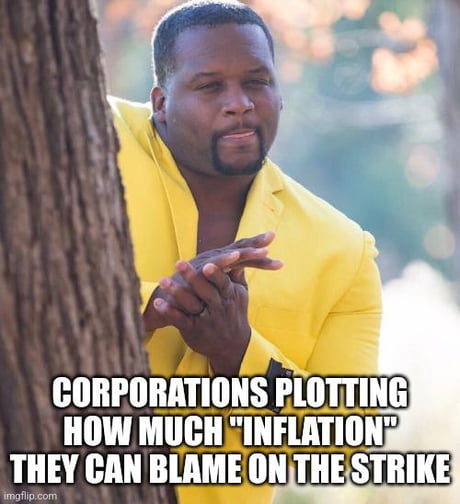 CORPORATIONS PLOTTING
HOW MUCH "INFLATION"
THEY CAN BLAME ON THE STRIKE
imgflip.com